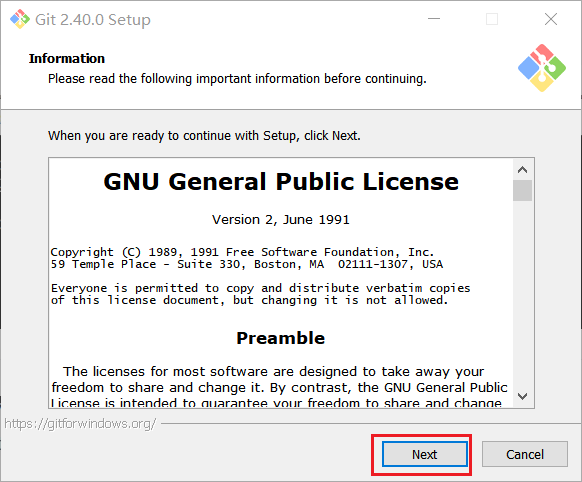 Git 2.40.0 Setup
Information
Please read the following important information before continuing.
When you are ready to continue with Setup, click Next.
GNU General Public License
Version 2, June 1991
Copyright (C) 1989, 1991 Free Software Foundation, Inc.
59 Temple Place - Suite 330, Boston, MA  02111-1307, USA
Everyone is permitted to copy and distribute verbatim copies
of this license document, but changing it is not allowed.
Preamble
The licenses for most software are designed to take away your
freedom to share and change it. By contrast, the GNU General Public
License is intended to guarantee your freedom to share and change
https://gitforwindows.org/
Next
Cancel